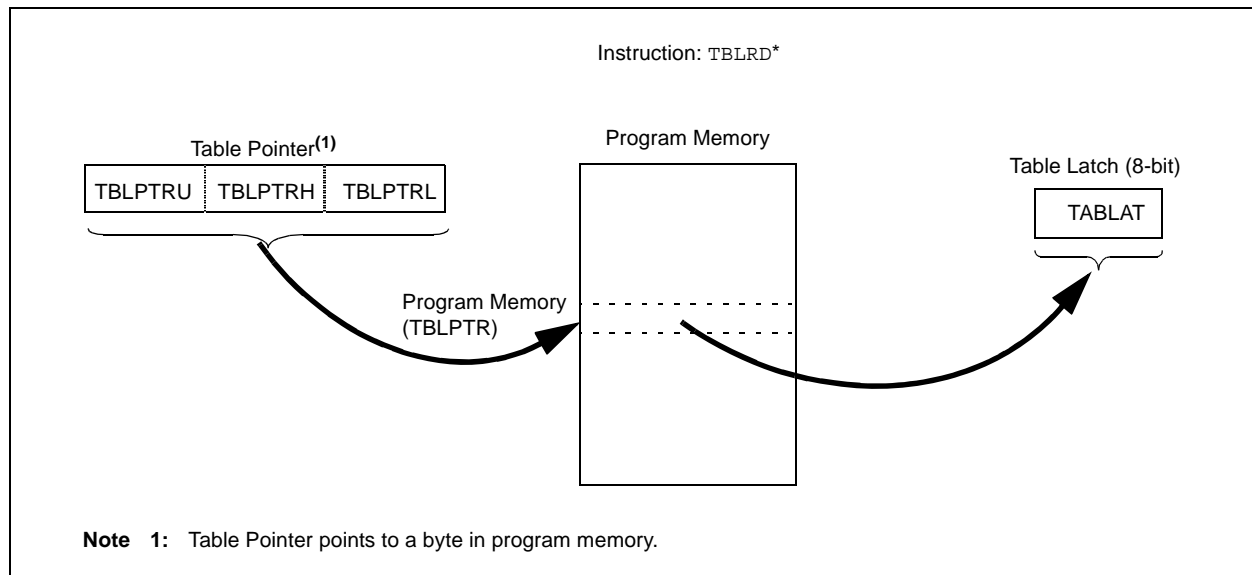 Instruction: TBLRD*
Table Pointer(1)
TBLPTRU TBLPTRH TBLPTRL
Program Memory
Table Latch (8-bit)
TABLAT
Program Memory
(TBLPTR)
Note 1: Table Pointer points to a byte in program memory.